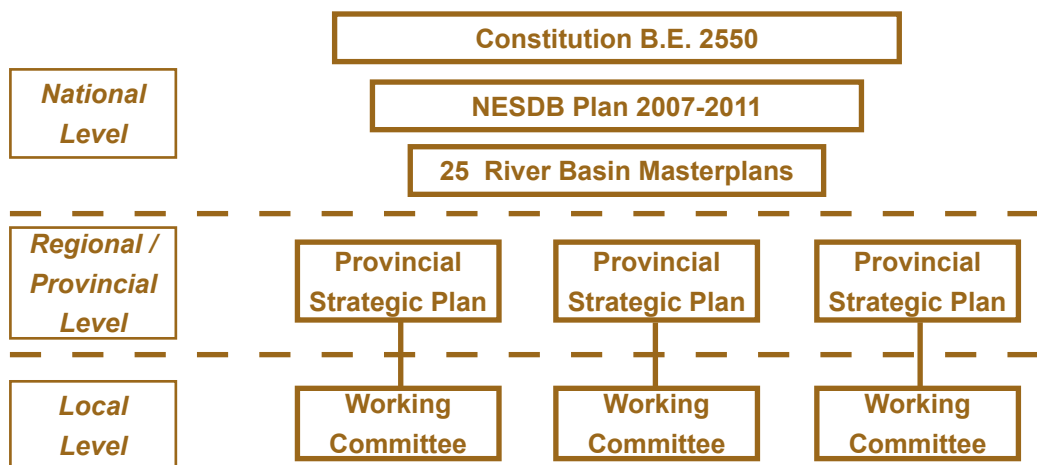 Constitution B.E. 2550
National
Level
NESDB Plan 2007-2011
25 River Basin Masterplans
Regional /
Provincial
Level
Provincial
Strategic Plan
Provincial
Strategic Plan
Provincial
Strategic Plan
Local
Level
Working
Committee
Working
Committee
Working
Committee